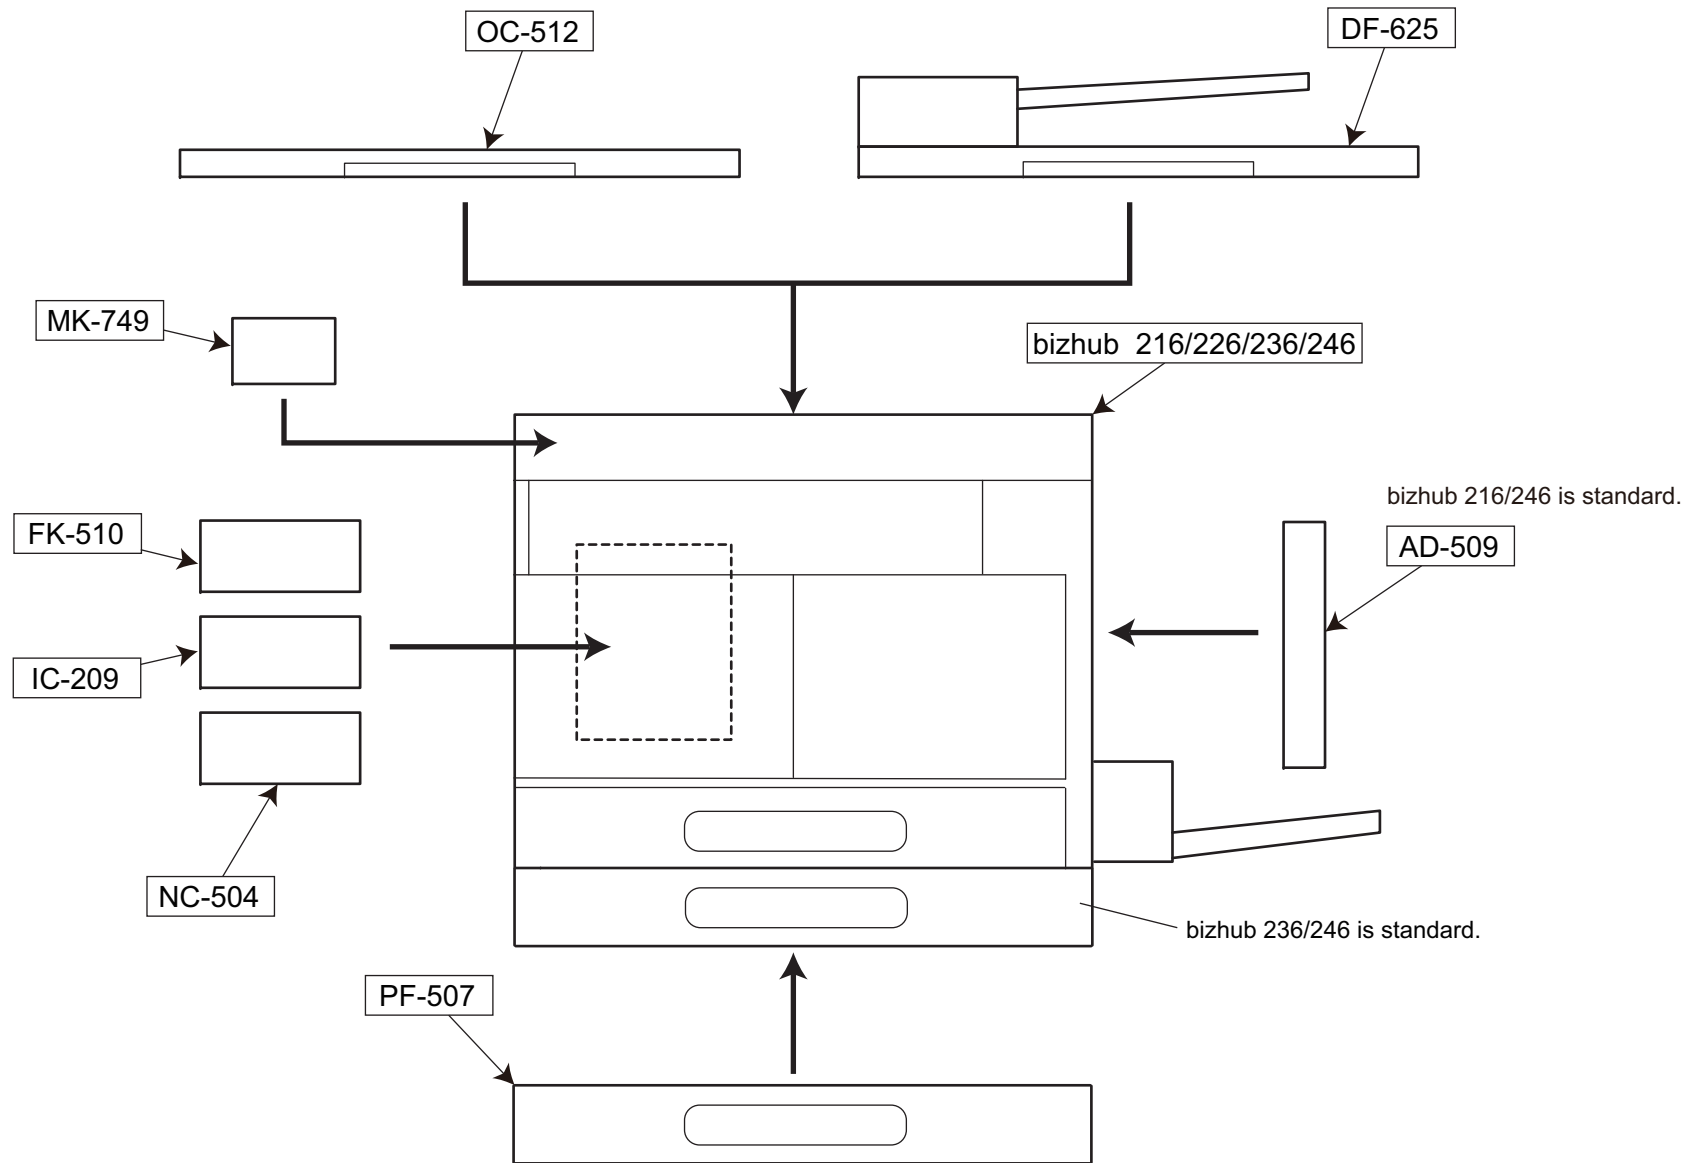 OC-512
DF-625
MK-749
bizhub 216/226/236/246
bizhub 216/246 is standard.
AD-509
FK-510
IC-209
NC-504
bizhub 236/246 is standard.
PF-507